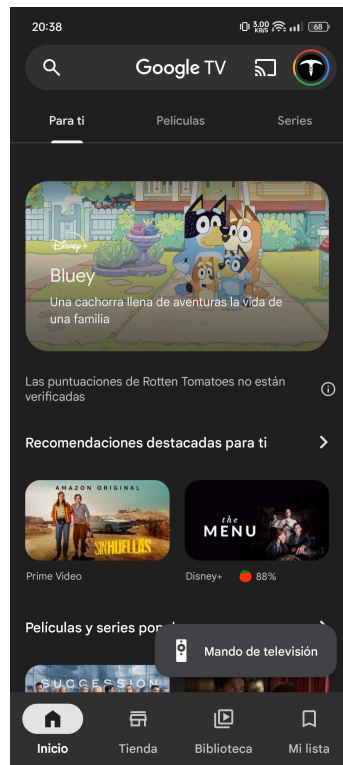 20:38
3.00
KB/S
68
Google TV
Para ti
Películas
Series
Disney+
Bluey
Una cachorra llena de aventuras la vida de
una familia
Las puntuaciones de Rotten Tomatoes no están
verificadas
Recomendaciones destacadas para ti
AMAZON ORIGINAL
SIN HUELLAS
the
MENU
Prime Video
Disney+
88%
Películas y series
Mando de televisión
SUCCESSION
Inicio
Tienda
Biblioteca
Mi lista